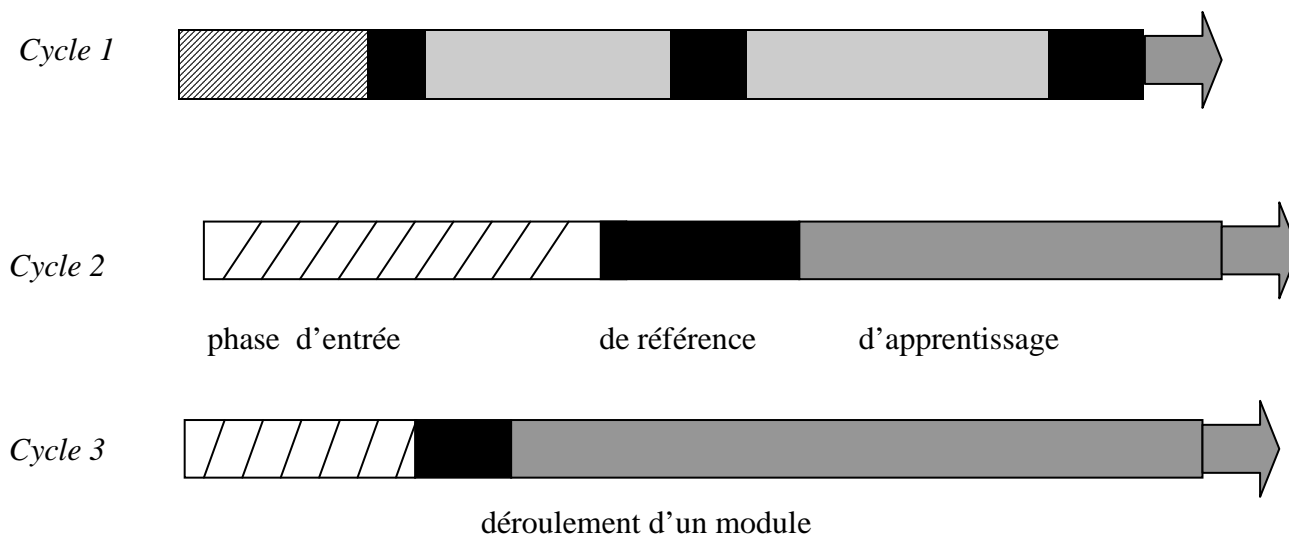 Cycle 1
Cycle 2
phase d’entrée de référence d’apprentissage
Cycle 3
déroulement d’un module